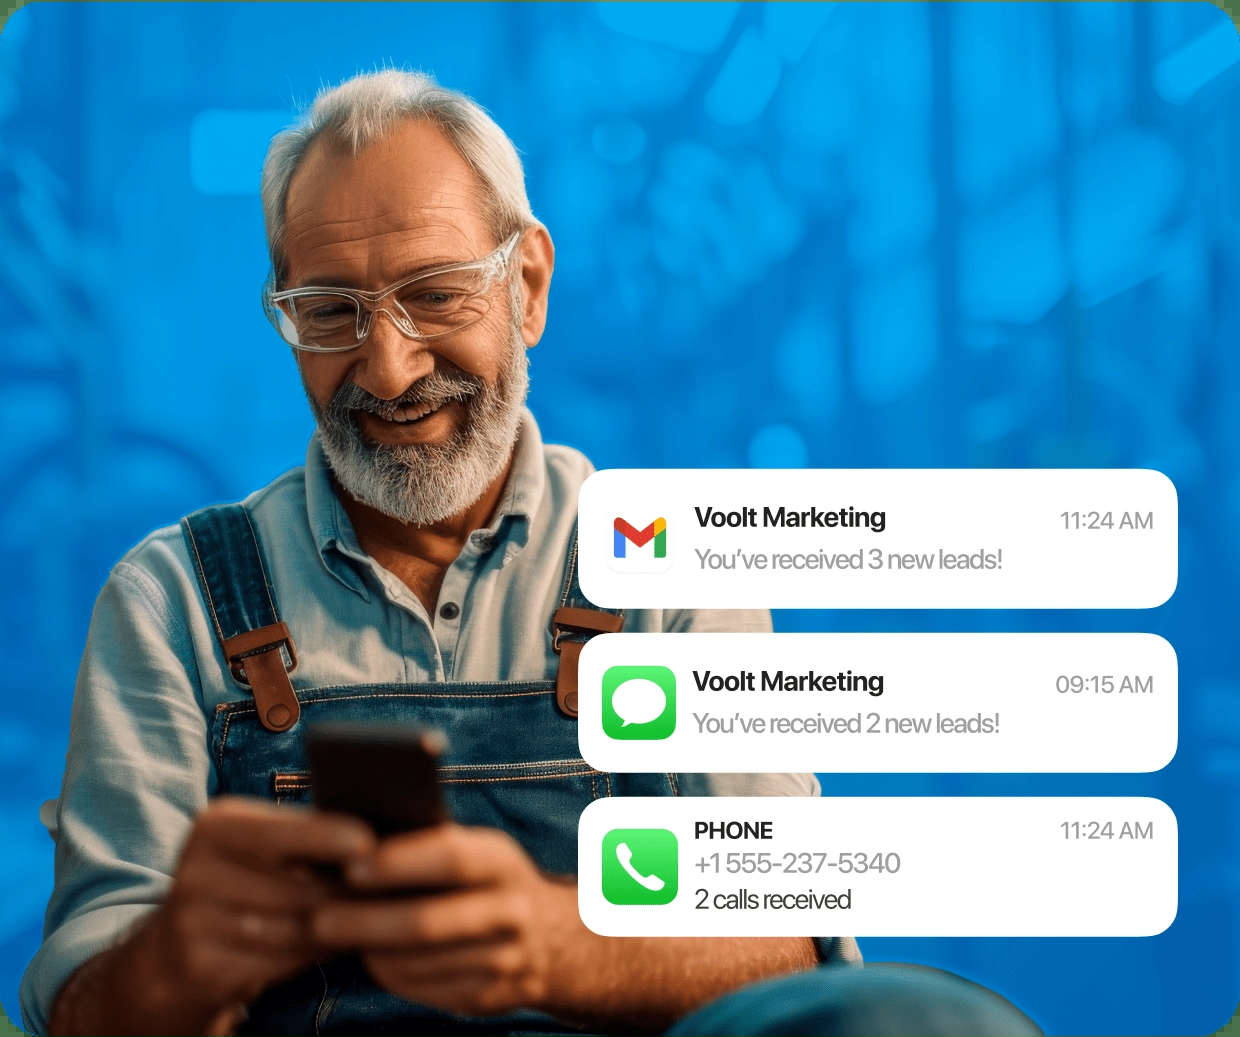 Voolt Marketing
11:24 AM
You've received 3 new leads!
Voolt Marketing
09:15 AM
You've received 2 new leads!
PHONE
11:24 AM
+1 555-237-5340
2 calls received